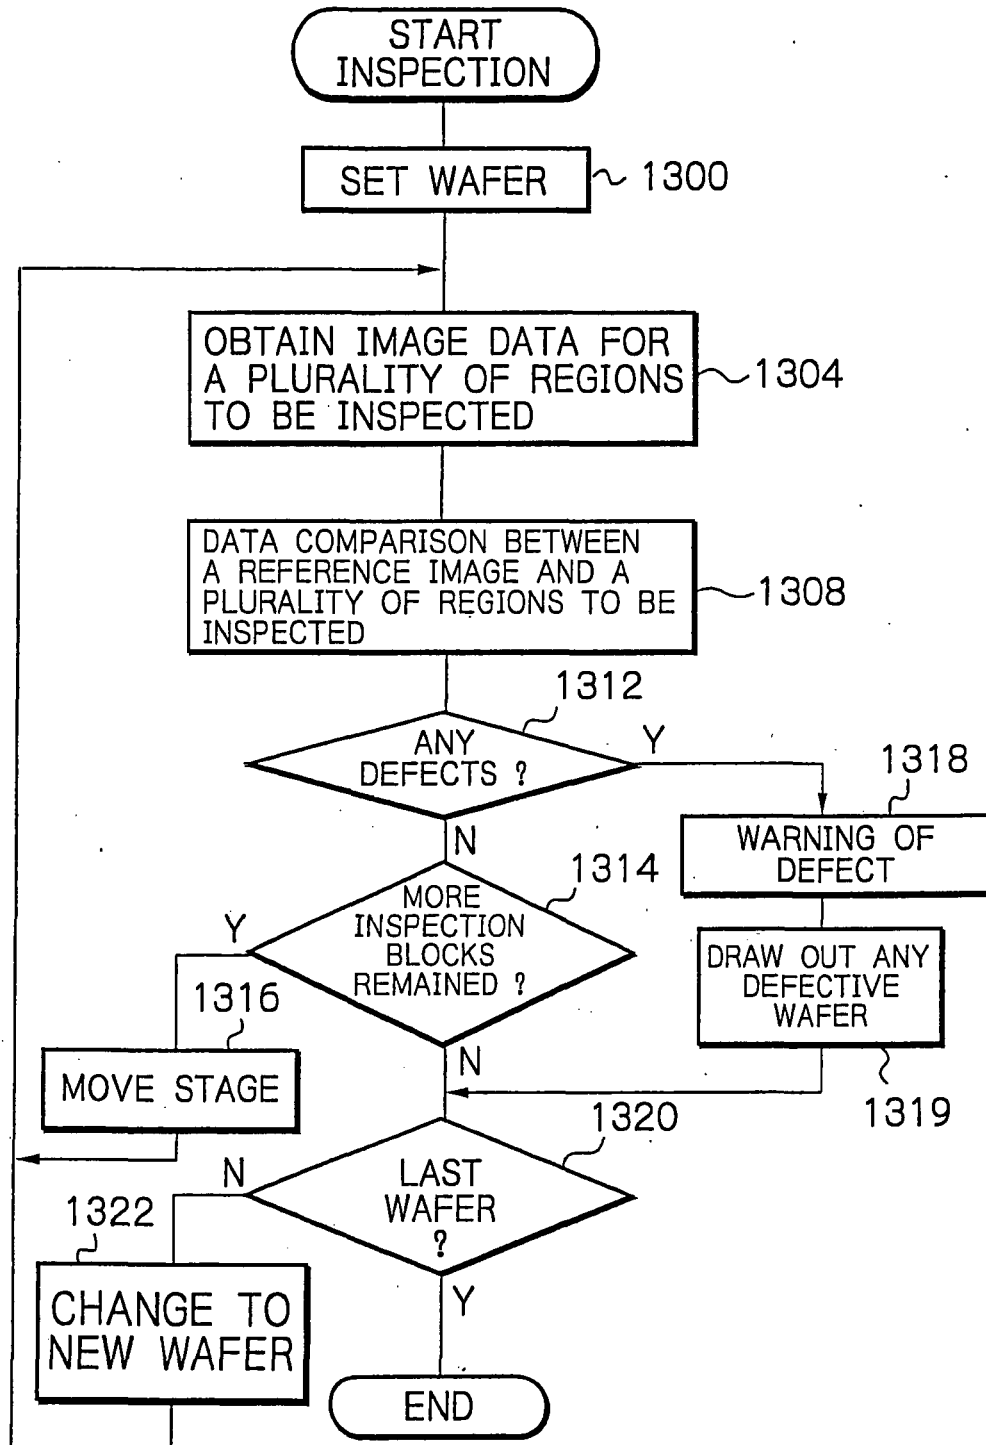 START
INSPECTION
SET WAFER
1300
OBTAIN IMAGE DATA FOR
A PLURALITY OF REGIONS
TO BE INSPECTED
1304
DATA COMPARISON BETWEEN
A REFERENCE IMAGE AND A
PLURALITY OF REGIONS TO BE
INSPECTED
1308
1312
ANY
DEFECTS ?
Y
N
1318
WARNING OF
DEFECT
1314
MORE
INSPECTION
BLOCKS
REMAINED ?
Y
N
DRAW OUT ANY
DEFECTIVE
WAFER
1319
1316
MOVE STAGE
1320
LAST
WAFER
?
N
Y
1322
CHANGE TO
NEW WAFER
END